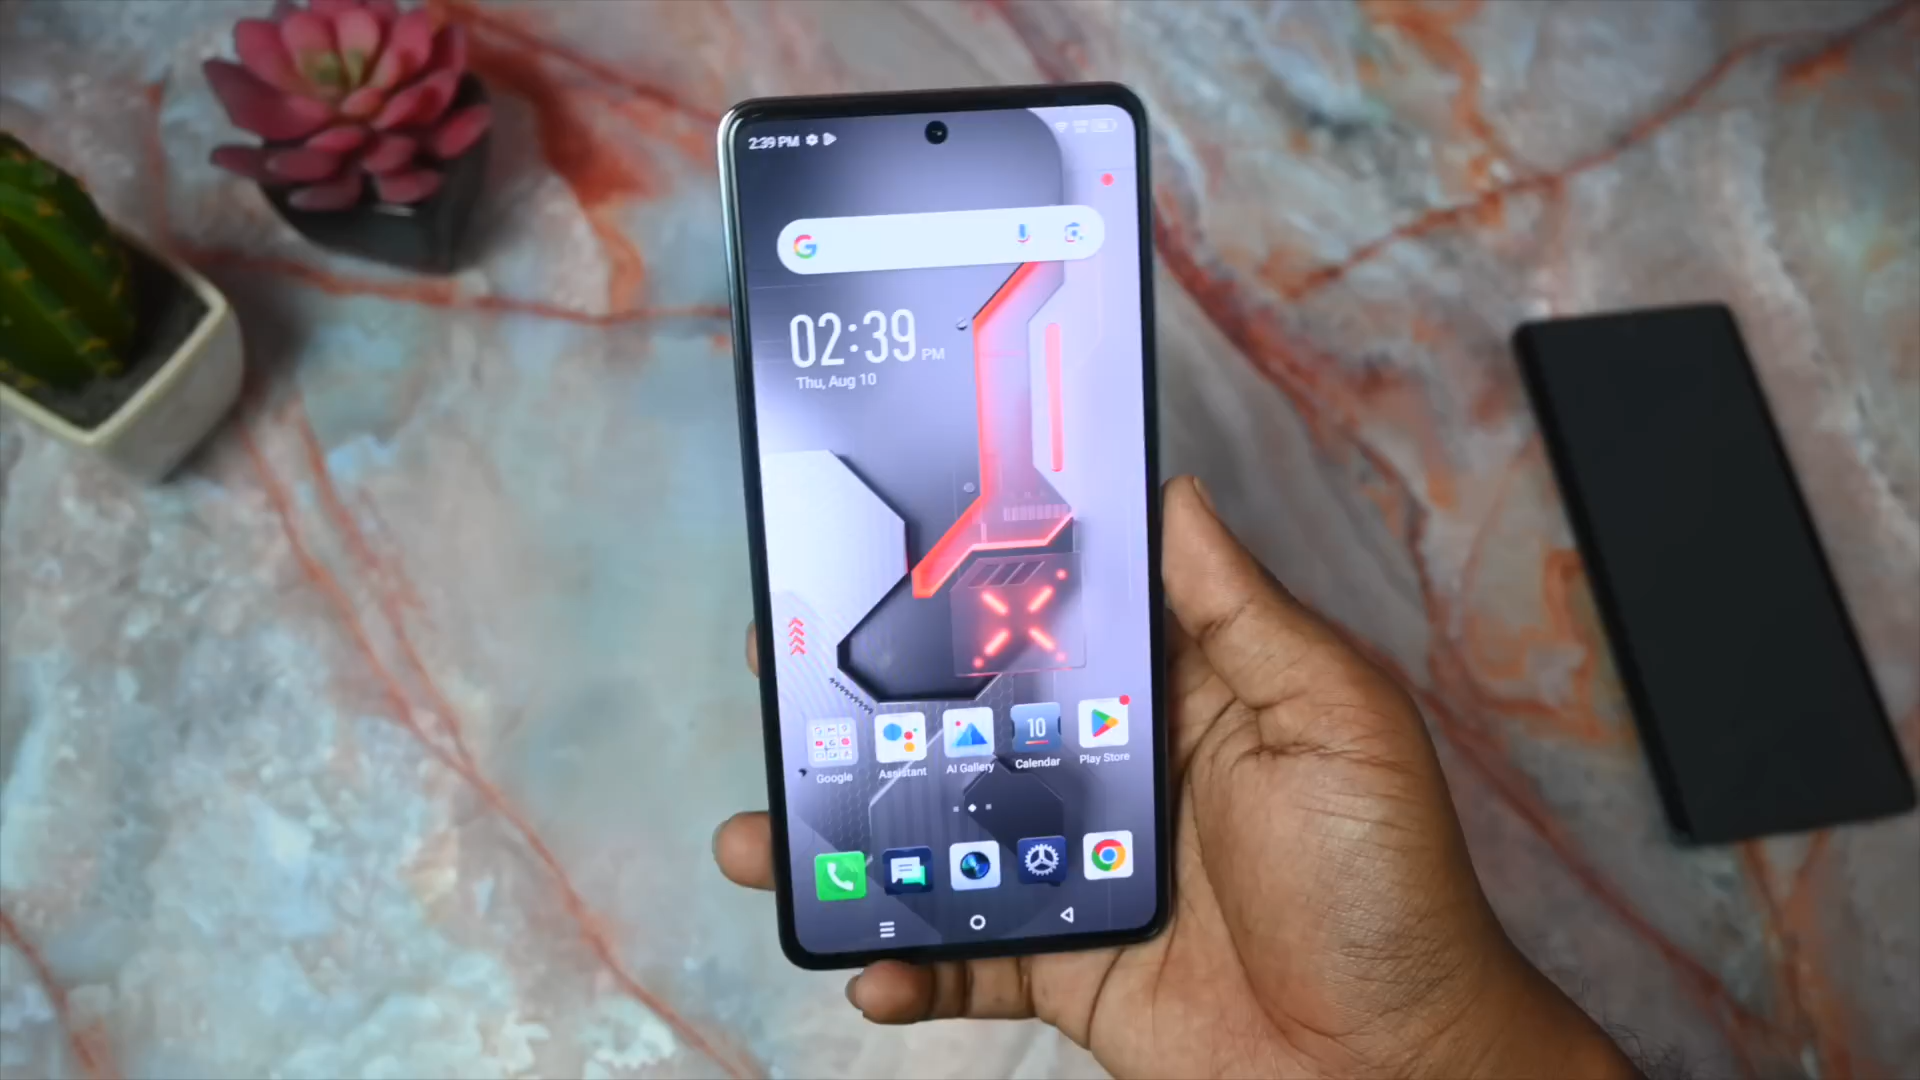 2:39 PM
02:39 PM
Thu, Aug 10
10
Google
Assistant
AI Gallery
Calendar
Play Store